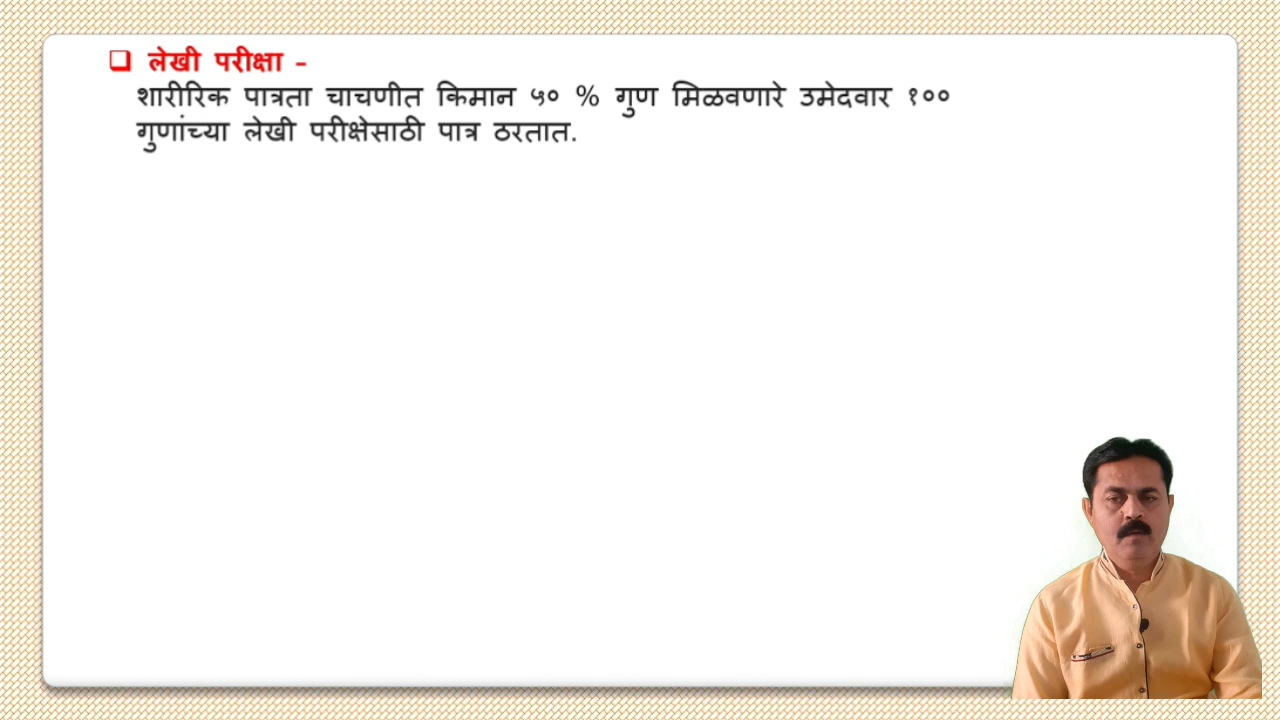 ❑ लेखी परीक्षा -
शारीरिक पात्रता चाचणीत किमान ५० % गुण मिळवणारे उमेदवार १००
गुणांच्या लेखी परीक्षेसाठी पात्र ठरतात.